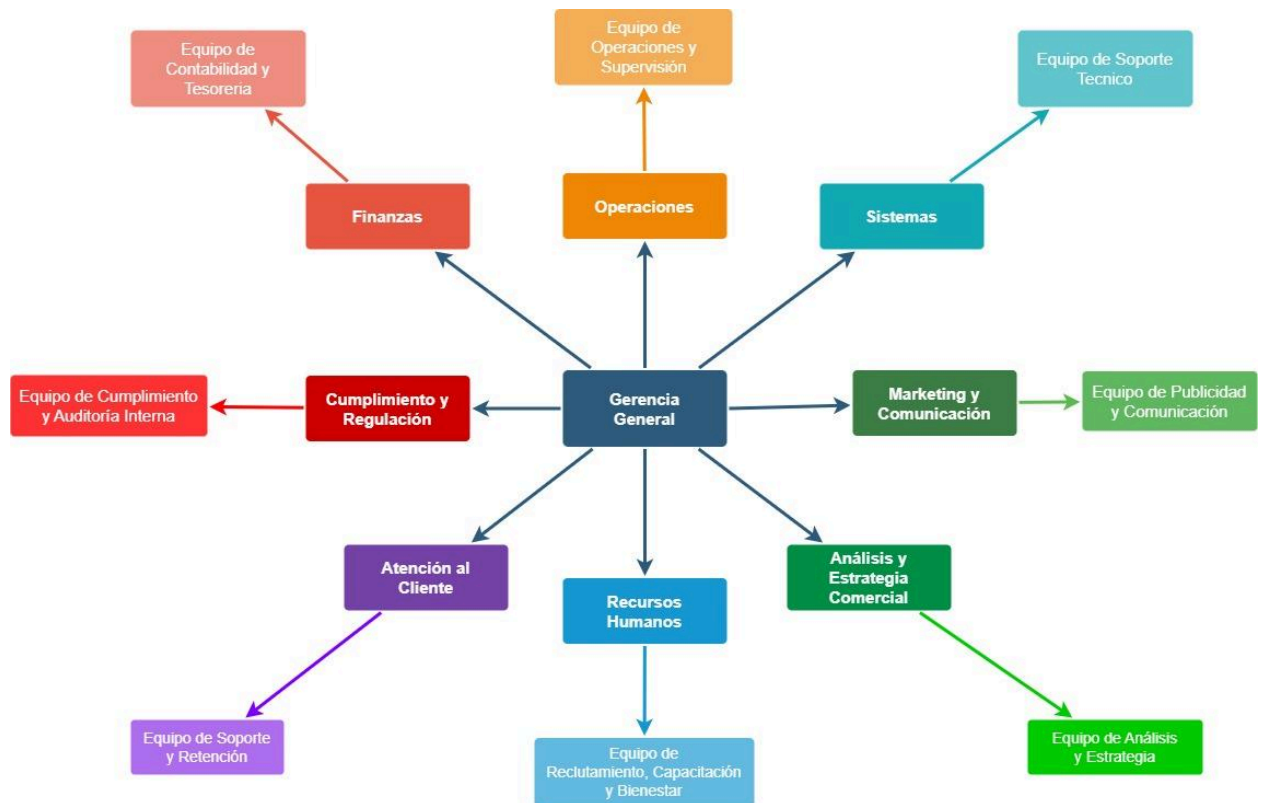 Equipo de
Contabilidad y
Tesoreria
Equipo de
Operaciones y
Supervisión
Equipo de Soporte
Tecnico
Finanzas
Operaciones
Sistemas
Equipo de Cumplimiento
y Auditoría Interna
Cumplimiento y
Regulación
Gerencia
General
Marketing y
Comunicación
Equipo de Publicidad
y Comunicación
Atención al
Cliente
Recursos
Humanos
Análisis y
Estrategia
Comercial
Equipo de Soporte
y Retención
Equipo de
Reclutamiento, Capacitación
y Bienestar
Equipo de Análisis
y Estrategia